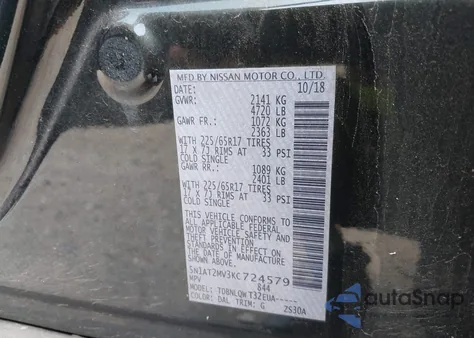 MFD BY NISSAN MOTOR CO., LTD.
DATE: 10/18
GVWR: 2141 KG
4720 LB
GAWR FR: 1072 KG
2363 LB
WITH 225/65R17 TIRES
17 X 7J RIMS AT 33 PSI
COLD SINGLE
GAWR RR: 1089 KG
2401 LB
WITH 225/65R17 TIRES
17 X 7J RIMS AT 33 PSI
COLD SINGLE
THIS VEHICLE CONFORMS TO
ALL APPLICABLE FEDERAL
MOTOR VEHICLE SAFETY AND
THEFT PREVENTION
STANDARDS IN EFFECT ON
THE DATE OF MANUFACTURE
SHOWN ABOVE.
5N1AT2MV3KC724579
MPV 844
MODEL: TDBNLQW T32EUA-----
COLOR: DAL TRIM: G ZS30A
autoSnap